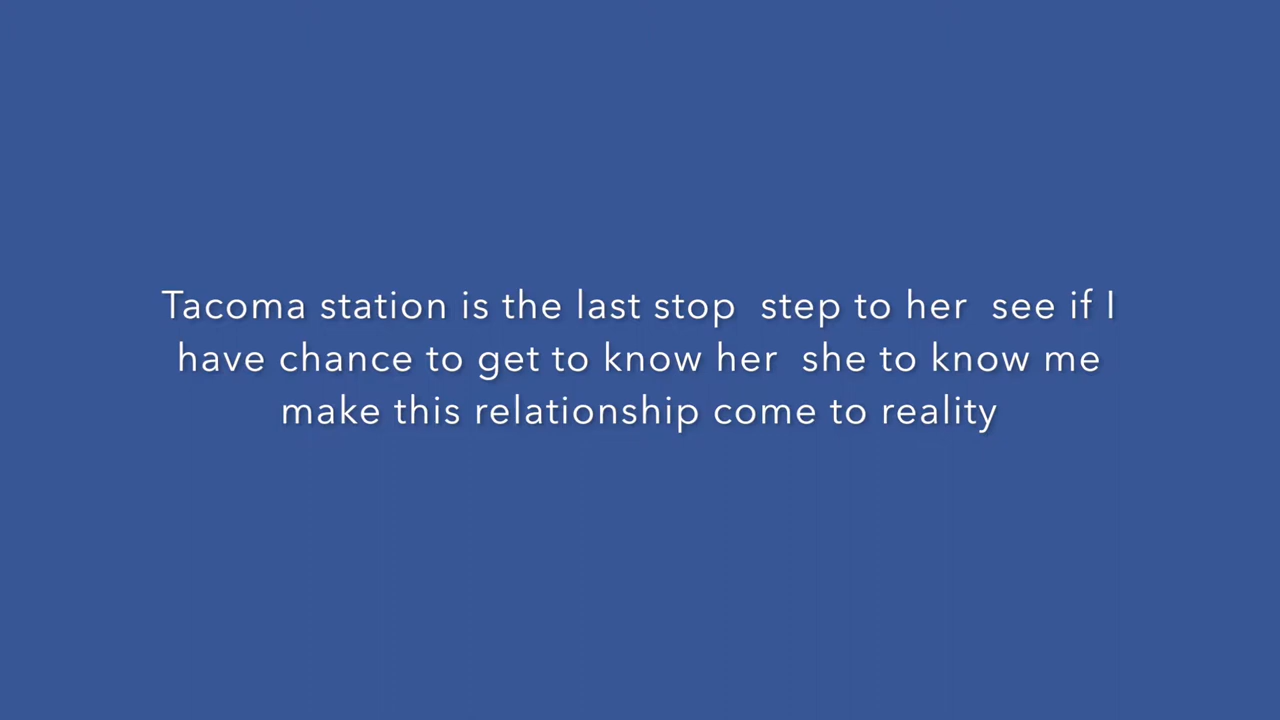 Tacoma station is the last stop  step to her  see if I
have chance to get to know her  she to know me
make this relationship come to reality